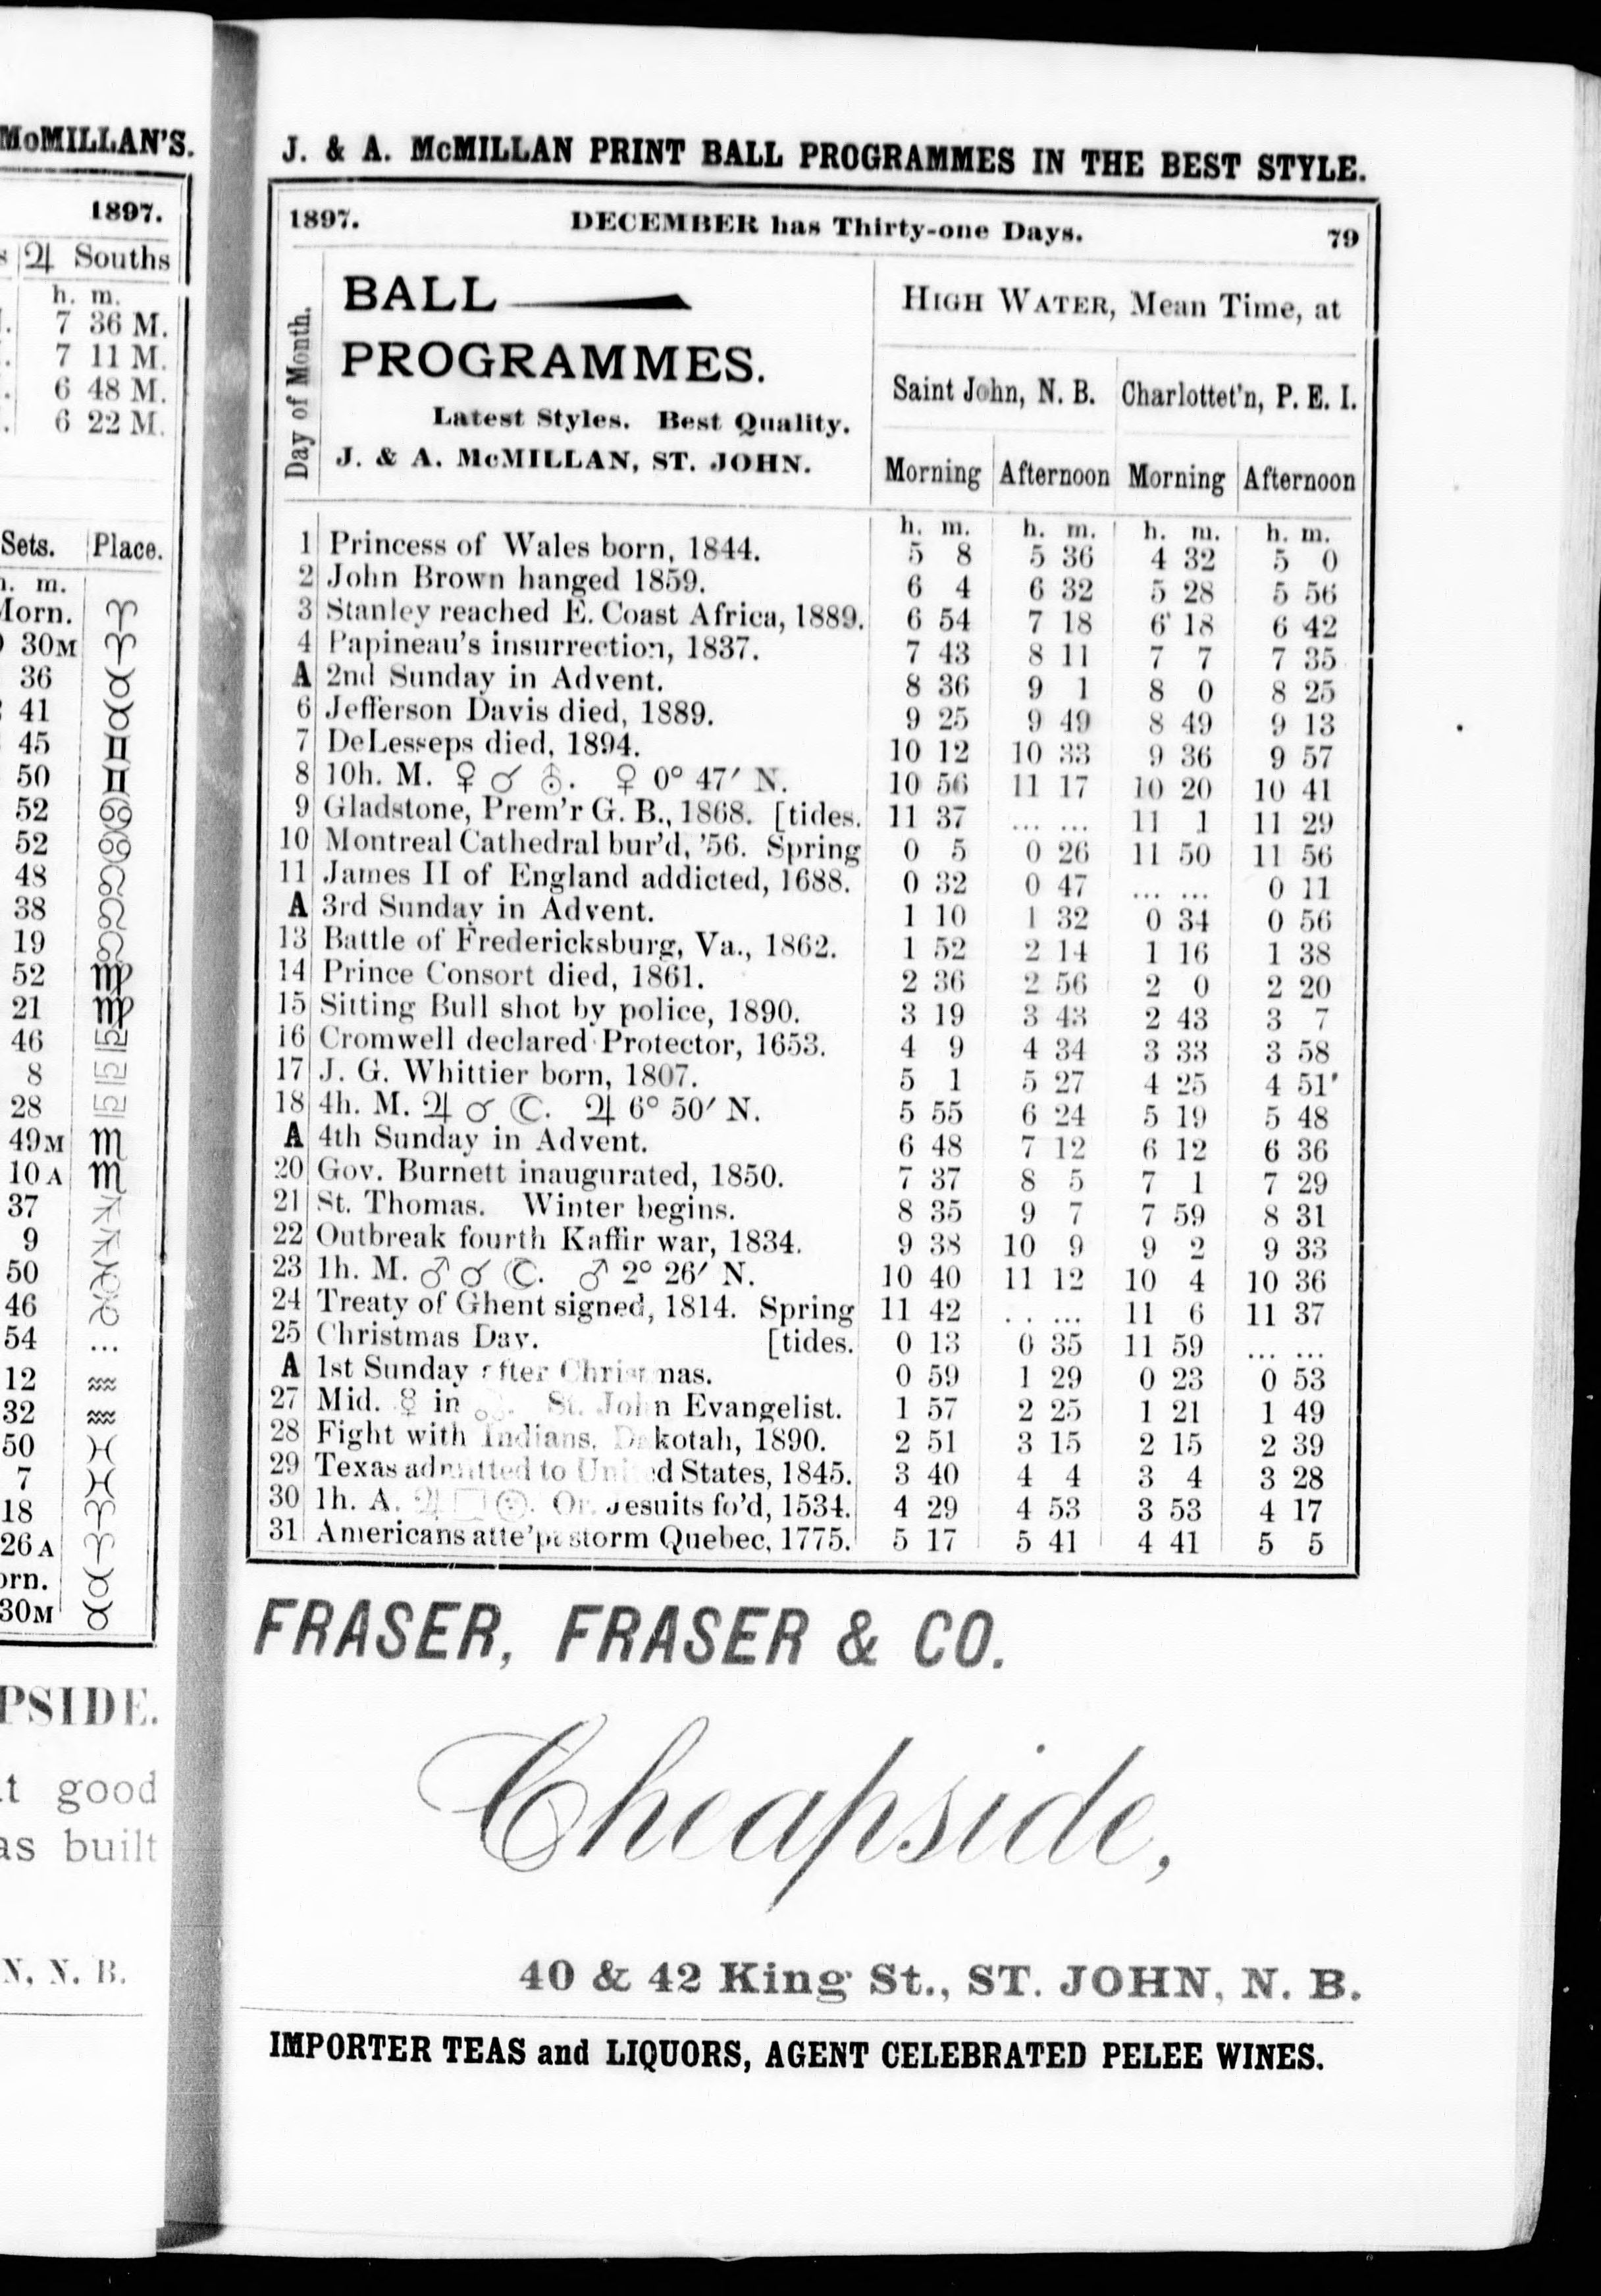 McMILLAN'S.
1897.
♃ Souths
h. m.
7 36 M.
7 11 M.
6 48 M.
6 22 M.
Sets. Place.
h. m.
Morn. ♈
30M ♈
36 ♉
41 ♉
45 ♊
50 ♊
52 ♋
52 ♋
48 ♌
38 ♌
19 ♌
52 ♍
21 ♍
46 ♎
8 ♎
28 ♎
49M ♏
10A ♏
37 ♐
9 ♐
50 ♑
46 ♑
54 ...
12 ♒
32 ♒
50 ♓
7 ♓
18 ♈
26A ♈
orn. ♉
30M ♉
PSIDE.
t good
as built
N, N. B.
J. & A. McMILLAN PRINT BALL PROGRAMMES IN THE BEST STYLE.
1897. DECEMBER has Thirty-one Days. 79
Day of Month.
BALL
PROGRAMMES.
Latest Styles. Best Quality.
J. & A. McMILLAN, ST. JOHN.
HIGH WATER, Mean Time, at
Saint John, N. B. Charlottet'n, P. E. I.
Morning Afternoon Morning Afternoon
h. m. h. m. h. m. h. m.
1 Princess of Wales born, 1844. 5 8 5 36 4 32 5 0
2 John Brown hanged 1859. 6 4 6 32 5 28 5 56
3 Stanley reached E. Coast Africa, 1889. 6 54 7 18 6 18 6 42
4 Papineau's insurrection, 1837. 7 43 8 11 7 7 7 35
A 2nd Sunday in Advent. 8 36 9 1 8 0 8 25
6 Jefferson Davis died, 1889. 9 25 9 49 8 49 9 13
7 DeLesseps died, 1894. 10 12 10 33 9 36 9 57
8 10h. M. ♀ ☌ ♅. ♀ 0° 47′ N. 10 56 11 17 10 20 10 41
9 Gladstone, Prem'r G. B., 1868. [tides. 11 37 ... ... 11 1 11 29
10 Montreal Cathedral bur'd, '56. Spring 0 5 0 26 11 50 11 56
11 James II of England addicted, 1688. 0 32 0 47 ... ... 0 11
A 3rd Sunday in Advent. 1 10 1 32 0 34 0 56
13 Battle of Fredericksburg, Va., 1862. 1 52 2 14 1 16 1 38
14 Prince Consort died, 1861. 2 36 2 56 2 0 2 20
15 Sitting Bull shot by police, 1890. 3 19 3 43 2 43 3 7
16 Cromwell declared Protector, 1653. 4 9 4 34 3 33 3 58
17 J. G. Whittier born, 1807. 5 1 5 27 4 25 4 51
18 4h. M. ♃ ☌ ☾. ♃ 6° 50′ N. 5 55 6 24 5 19 5 48
A 4th Sunday in Advent. 6 48 7 12 6 12 6 36
20 Gov. Burnett inaugurated, 1850. 7 37 8 5 7 1 7 29
21 St. Thomas. Winter begins. 8 35 9 7 7 59 8 31
22 Outbreak fourth Kaffir war, 1834. 9 38 10 9 9 2 9 33
23 1h. M. ♂ ☌ ☾. ♂ 2° 26′ N. 10 40 11 12 10 4 10 36
24 Treaty of Ghent signed, 1814. Spring 11 42 .. ... 11 6 11 37
25 Christmas Day. [tides. 0 13 0 35 11 59 ... ...
A 1st Sunday after Christmas. 0 59 1 29 0 23 0 53
27 Mid. ☿ in St. John Evangelist. 1 57 2 25 1 21 1 49
28 Fight with Indians, Dakotah, 1890. 2 51 3 15 2 15 2 39
29 Texas admitted to United States, 1845. 3 40 4 4 3 4 3 28
30 1h. A. ♃ □ ☉. Or. Jesuits fo'd, 1534. 4 29 4 53 3 53 4 17
31 Americans atte'pt storm Quebec, 1775. 5 17 5 41 4 41 5 5
FRASER, FRASER & CO.
Cheapside,
40 & 42 King St., ST. JOHN, N. B.
IMPORTER TEAS and LIQUORS, AGENT CELEBRATED PELEE WINES.